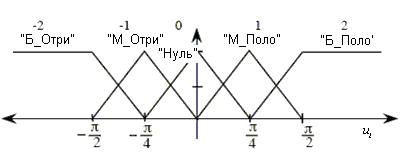 -2 -1 0 1 2
"Б_Отри" "М_Отри" "Нуль" "М_Поло" "Б_Поло'
-π/2 -π/4 π/4 π/2 u_i